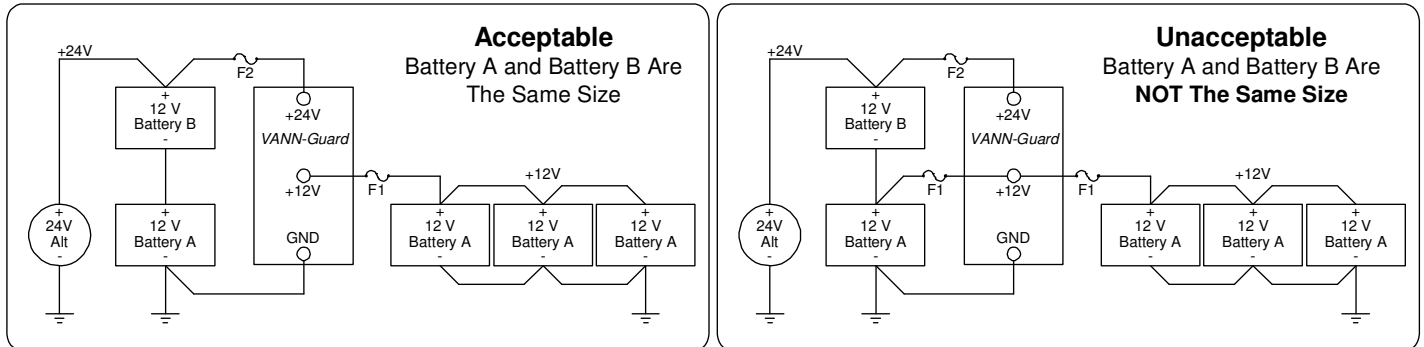 Acceptable
Battery A and Battery B Are
The Same Size
+24V
F2
+
12 V
Battery B
-
+24V
VANN-Guard
+12V
F1
GND
+
24V
Alt
-
+
12 V
Battery A
-
+12V
+
12 V
Battery A
-
+
12 V
Battery A
-
+
12 V
Battery A
-
Unacceptable
Battery A and Battery B Are
NOT The Same Size
+24V
F2
+
12 V
Battery B
-
+24V
VANN-Guard
F1
+12V
F1
GND
+
24V
Alt
-
+
12 V
Battery A
-
+12V
+
12 V
Battery A
-
+
12 V
Battery A
-
+
12 V
Battery A
-